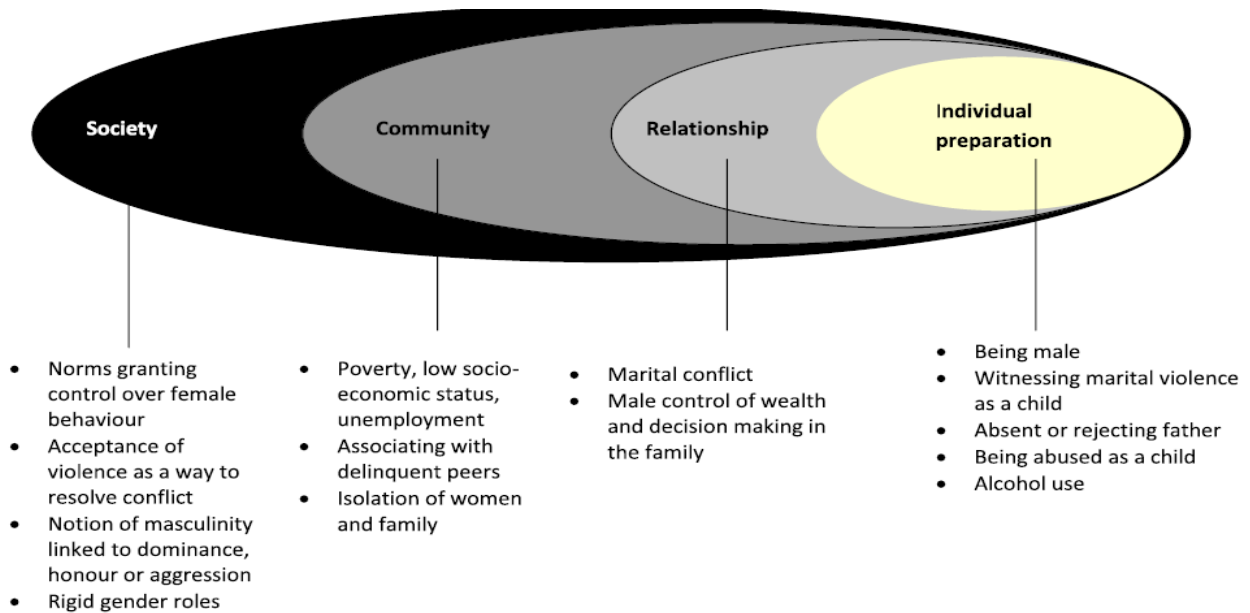 Society
Community
Relationship
Individual
preparation
• Norms granting
control over female
behaviour
• Acceptance of
violence as a way to
resolve conflict
• Notion of masculinity
linked to dominance,
honour or aggression
• Rigid gender roles
• Poverty, low socio-
economic status,
unemployment
• Associating with
delinquent peers
• Isolation of women
and family
• Marital conflict
• Male control of wealth
and decision making in
the family
• Being male
• Witnessing marital violence
as a child
• Absent or rejecting father
• Being abused as a child
• Alcohol use